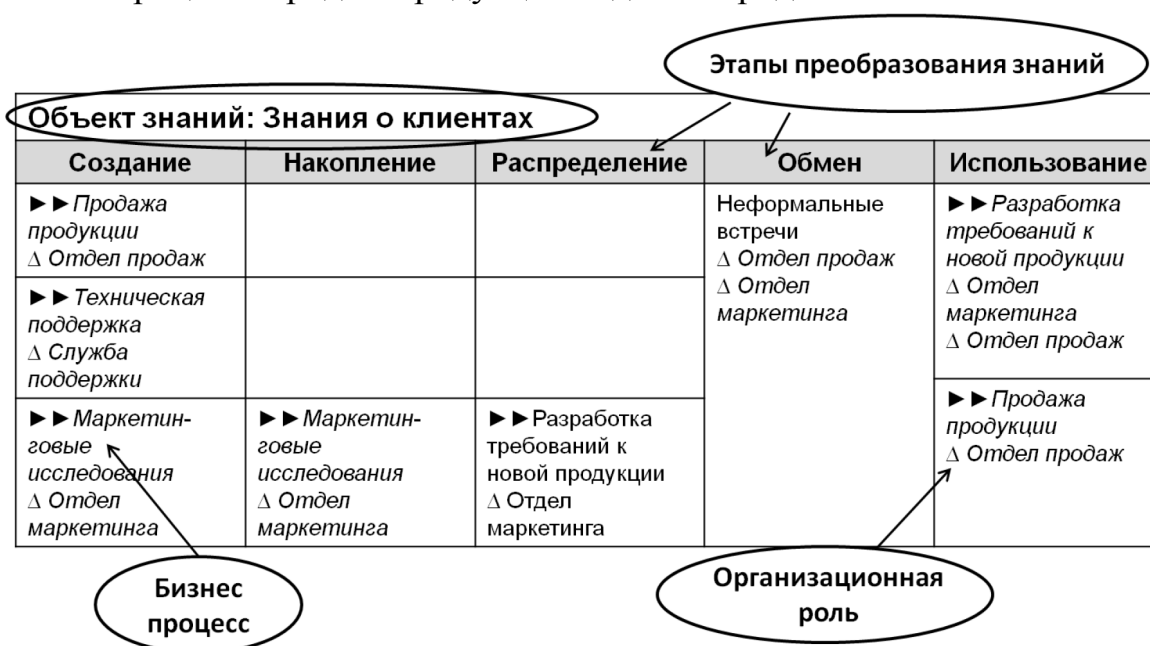 Этапы преобразования знаний
Объект знаний: Знания о клиентах
Создание
Накопление
Распределение
Обмен
Использование
►►Продажа
продукции
∆ Отдел продаж
Неформальные
встречи
∆ Отдел продаж
∆ Отдел
маркетинга
►►Разработка
требований к
новой продукции
∆ Отдел
маркетинга
∆ Отдел продаж
►►Техническая
поддержка
∆ Служба
поддержки
►►Маркетин-
говые
исследования
∆ Отдел
маркетинга
►►Маркетин-
говые
исследования
∆ Отдел
маркетинга
►►Разработка
требований к
новой продукции
∆ Отдел
маркетинга
►►Продажа
продукции
∆ Отдел продаж
Бизнес
процесс
Организационная
роль